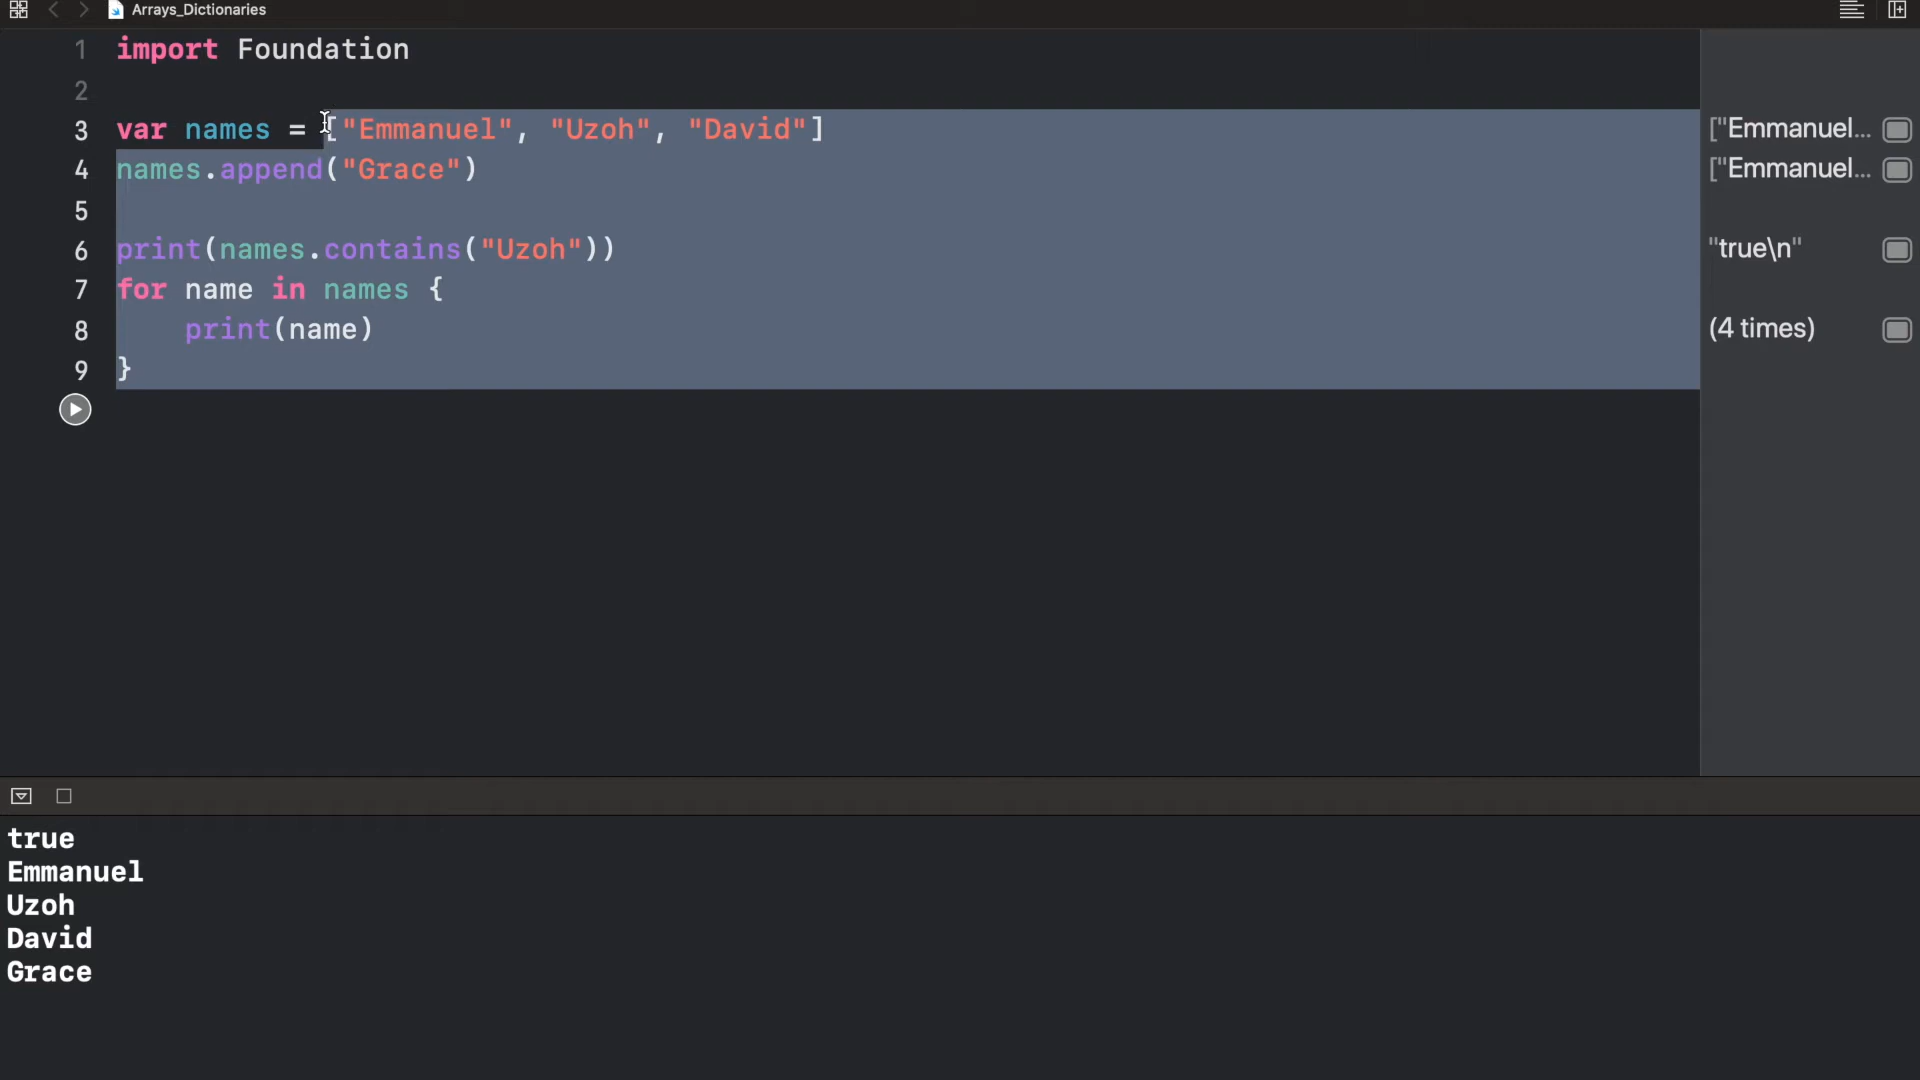 Arrays_Dictionaries
1 import Foundation
2
3 var names = ["Emmanuel", "Uzoh", "David"]
["Emmanuel...
4 names.append("Grace")
["Emmanuel...
5
6 print(names.contains("Uzoh"))
"true\n"
7 for name in names {
8     print(name)
(4 times)
9 }
true
Emmanuel
Uzoh
David
Grace